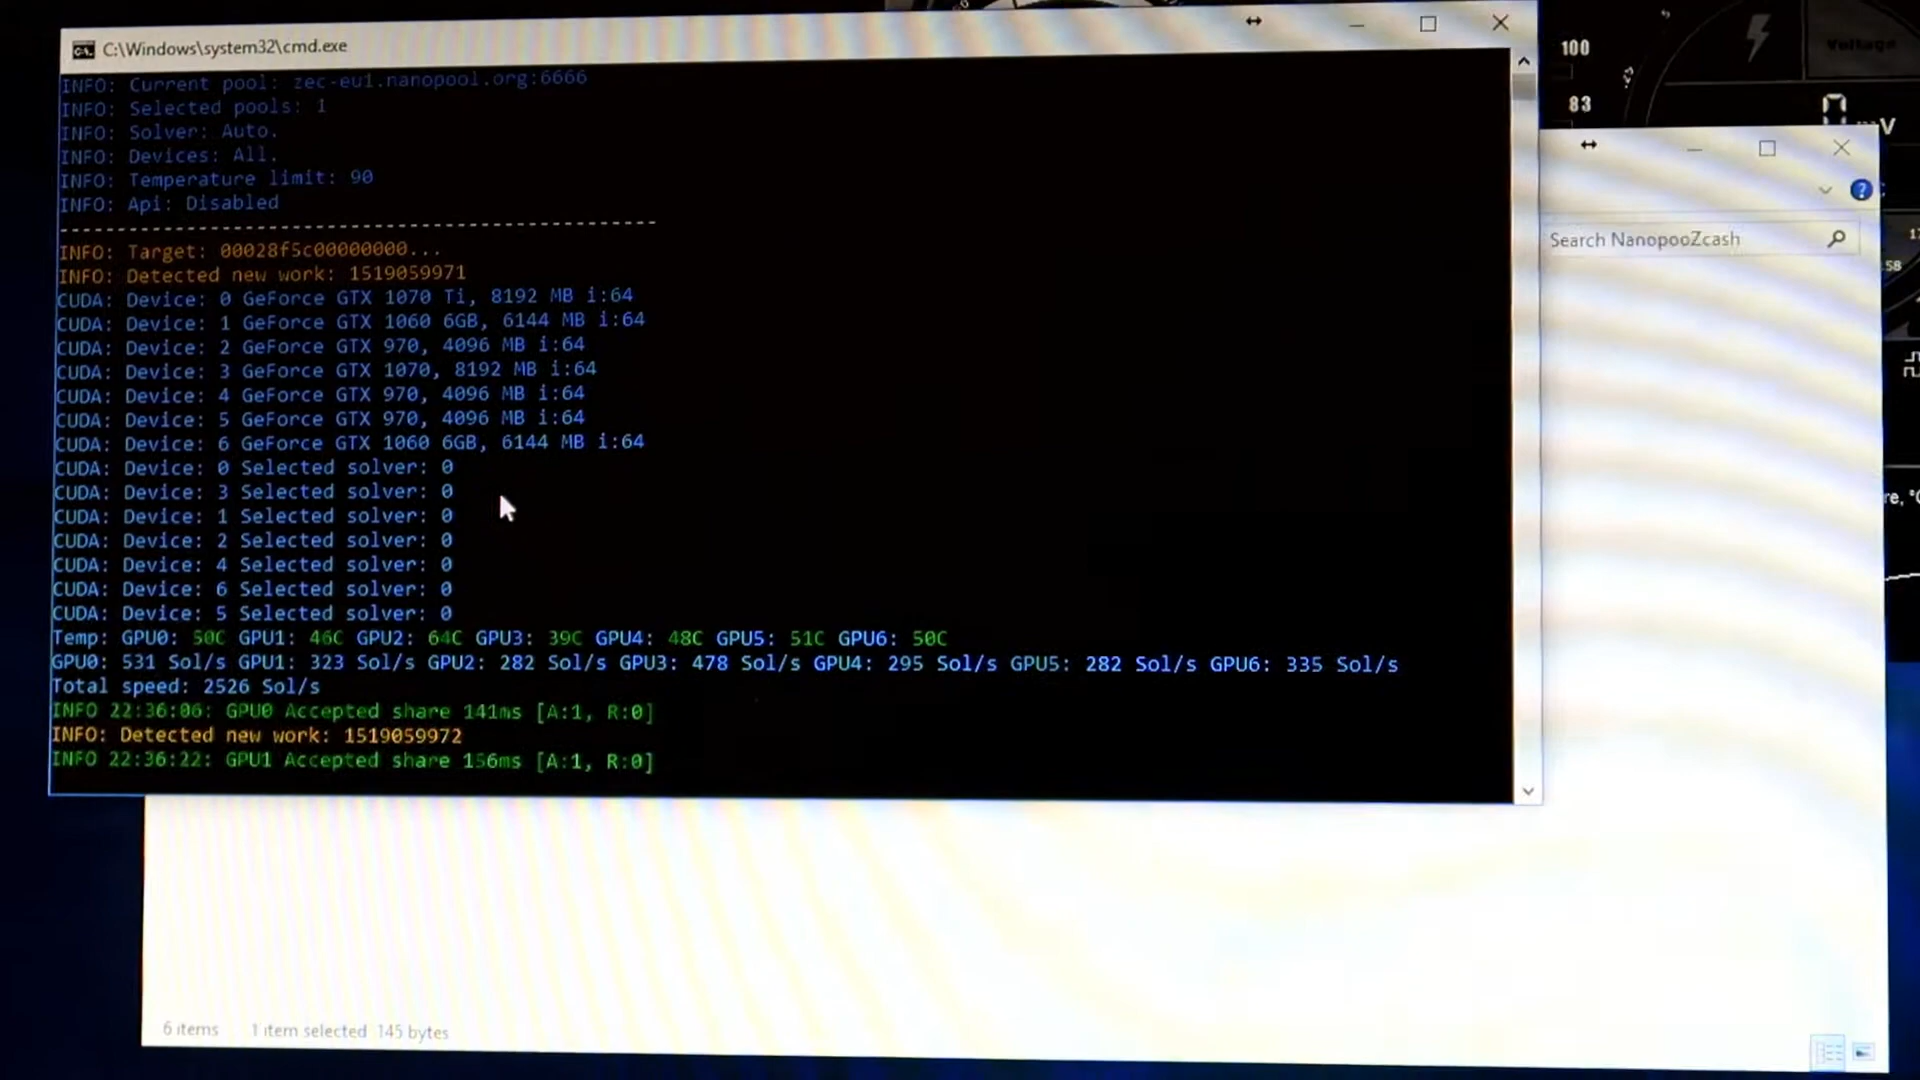 C:\Windows\system32\cmd.exe
INFO: Current pool: zec-eu1.nanopool.org:6666
INFO: Selected pools: 1
INFO: Solver: Auto.
INFO: Devices: All.
INFO: Temperature limit: 90
INFO: Api: Disabled
-------------------------------------------------
INFO: Target: 00028f5c00000000...
INFO: Detected new work: 1519059971
CUDA: Device: 0 GeForce GTX 1070 Ti, 8192 MB i:64
CUDA: Device: 1 GeForce GTX 1060 6GB, 6144 MB i:64
CUDA: Device: 2 GeForce GTX 970, 4096 MB i:64
CUDA: Device: 3 GeForce GTX 1070, 8192 MB i:64
CUDA: Device: 4 GeForce GTX 970, 4096 MB i:64
CUDA: Device: 5 GeForce GTX 970, 4096 MB i:64
CUDA: Device: 6 GeForce GTX 1060 6GB, 6144 MB i:64
CUDA: Device: 0 Selected solver: 0
CUDA: Device: 3 Selected solver: 0
CUDA: Device: 1 Selected solver: 0
CUDA: Device: 2 Selected solver: 0
CUDA: Device: 4 Selected solver: 0
CUDA: Device: 6 Selected solver: 0
CUDA: Device: 5 Selected solver: 0
Temp: GPU0: 50C GPU1: 46C GPU2: 64C GPU3: 39C GPU4: 48C GPU5: 51C GPU6: 50C
GPU0: 531 Sol/s GPU1: 323 Sol/s GPU2: 282 Sol/s GPU3: 478 Sol/s GPU4: 295 Sol/s GPU5: 282 Sol/s GPU6: 335 Sol/s
Total speed: 2526 Sol/s
INFO 22:36:06: GPU0 Accepted share 141ms [A:1, R:0]
INFO: Detected new work: 1519059972
INFO 22:36:22: GPU1 Accepted share 156ms [A:1, R:0]
100
83
Voltage
0 mV
Search NanopooZcash
58
6 items 1 item selected 145 bytes